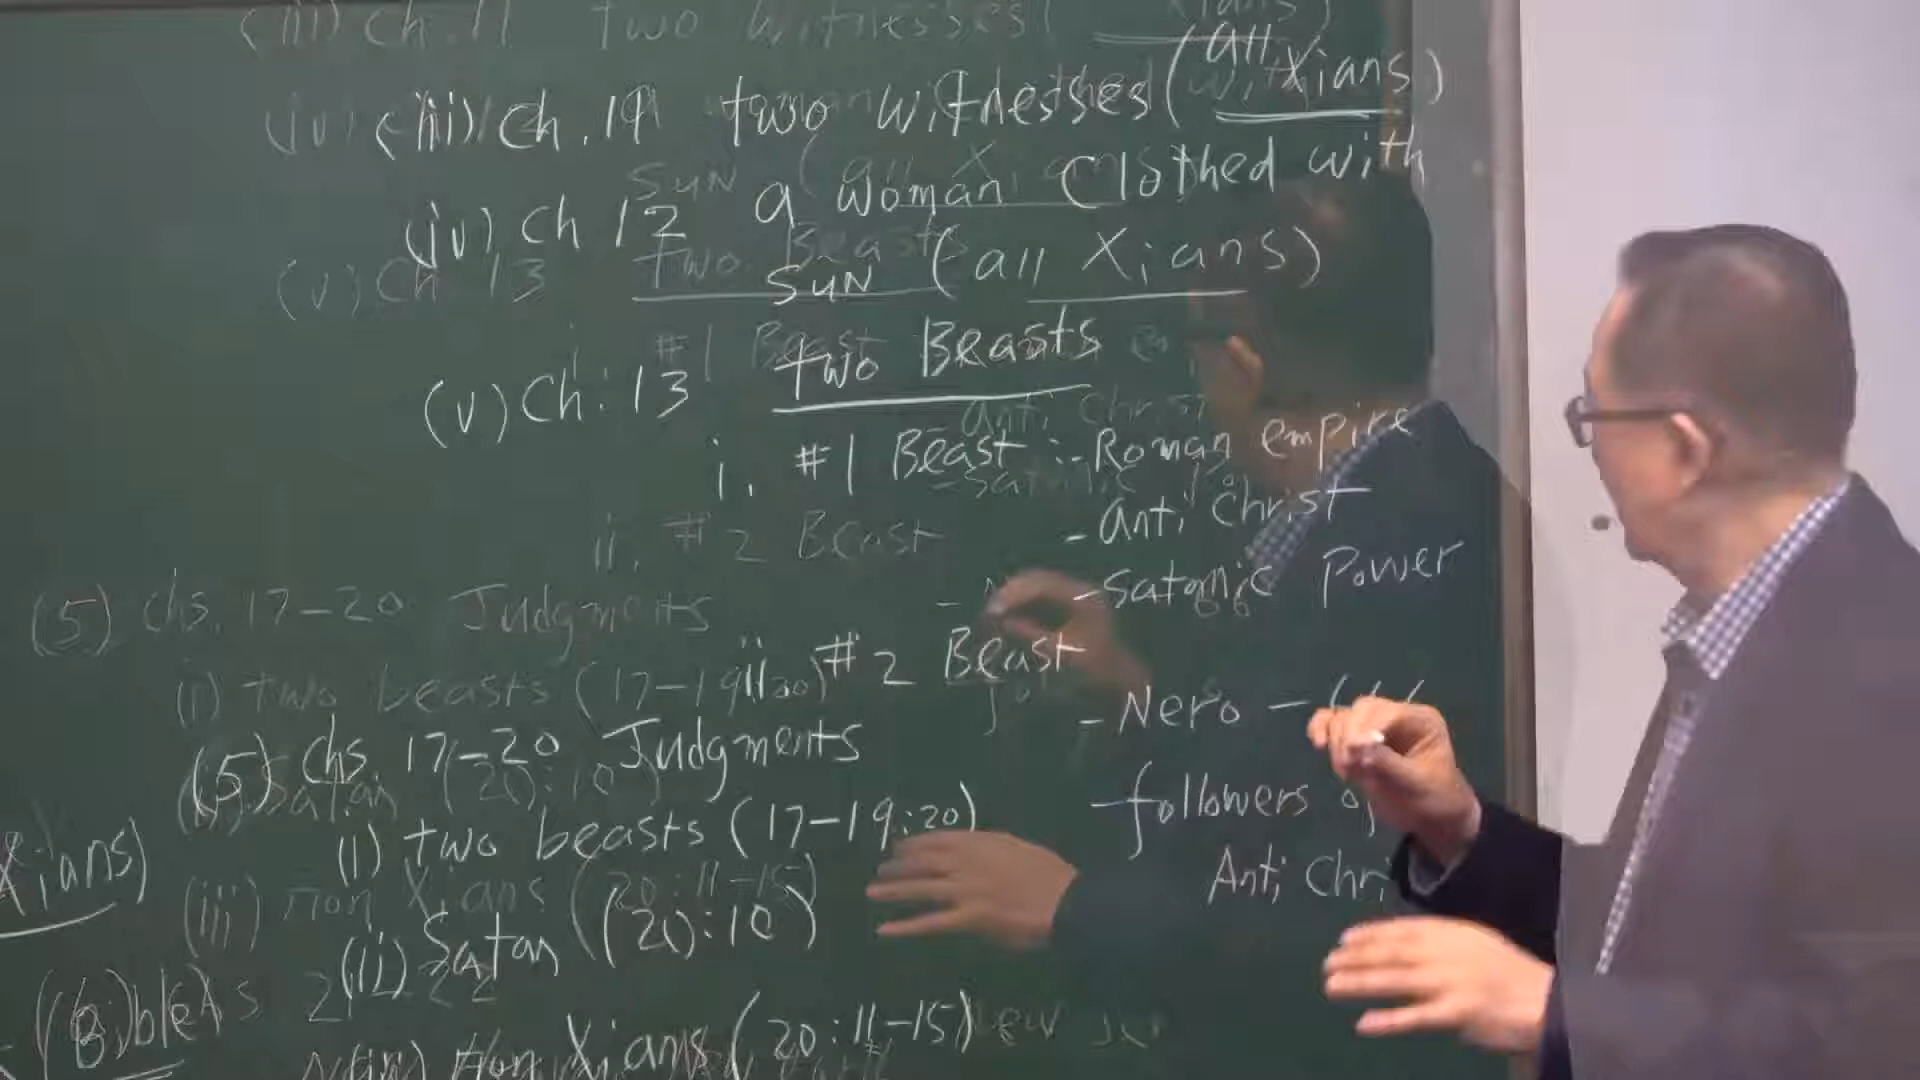 (iii) Ch. 11 two witnesses (all Xians)
(iv) Ch 12 a woman Clothed with
SUN (all Xians)
(v) Ch. 13 two Beasts
i. #1 Beast :- Roman empire
- anti Christ
- Satanic Power
ii. #2 Beast
- Nero -
- followers of
Anti Chri
(5) Chs. 17-20 Judgments
(i) two beasts (17-19:20)
(ii) Satan (20:10)
(iii) non Xians (20:11-15)
Xians)